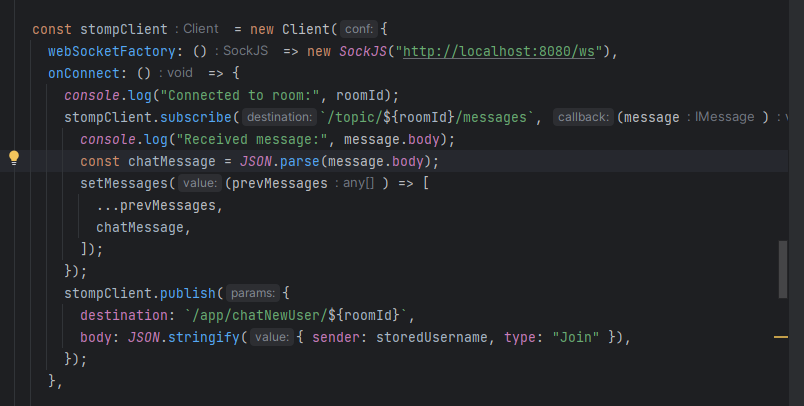 const stompClient : Client = new Client( conf: {
webSocketFactory: () : SockJS => new SockJS("http://localhost:8080/ws"),
onConnect: () : void => {
console.log("Connected to room:", roomId);
stompClient.subscribe( destination: `/topic/${roomId}/messages`, callback: (message : IMessage ) : v
console.log("Received message:", message.body);
const chatMessage = JSON.parse(message.body);
setMessages( value: (prevMessages : any[] ) => [
...prevMessages,
chatMessage,
]);
});
stompClient.publish( params: {
destination: `/app/chatNewUser/${roomId}`,
body: JSON.stringify( value: { sender: storedUsername, type: "Join" }),
});
},